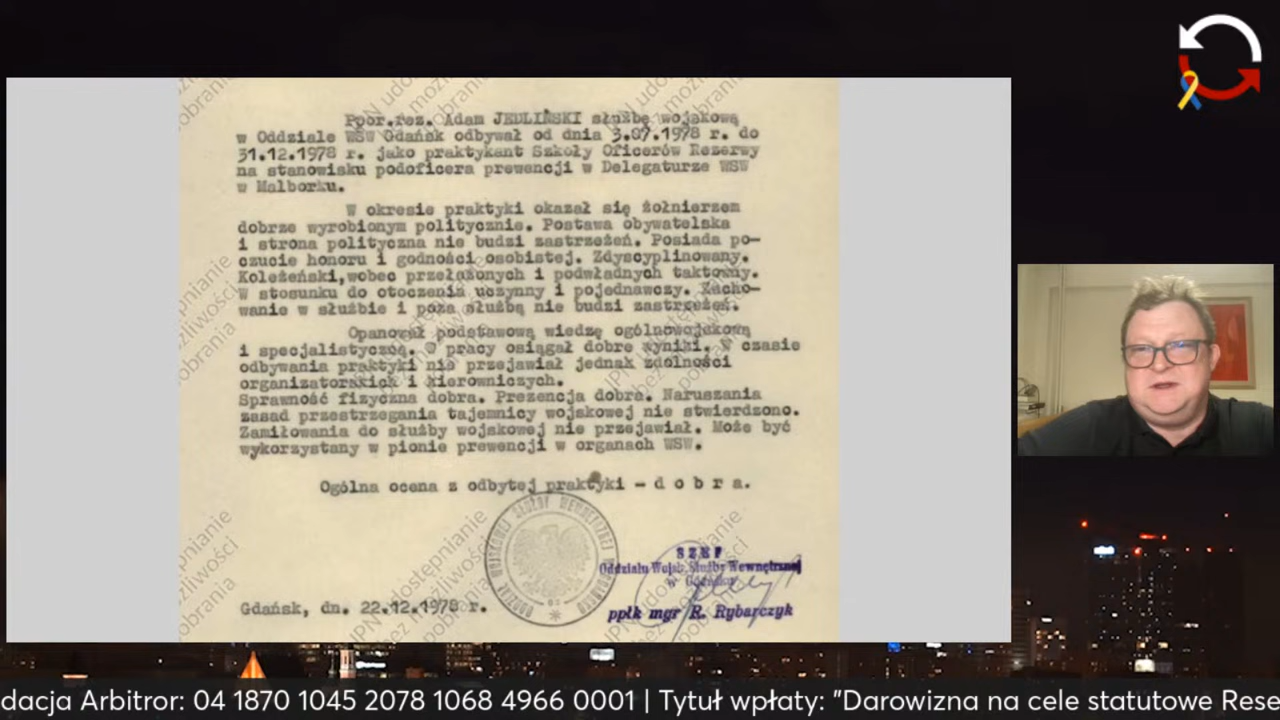 Ppor.rez. Adam JEDLIŃSKI służbę wojskową
w Oddziale WSW Gdańsk odbywał od dnia 3.07.1978 r. do
31.12.1978 r. jako praktykant Szkoły Oficerów Rezerwy
na stanowisku podoficera prewencji w Delegaturze WSW
w Malborku.
W okresie praktyki okazał się żołnierzem
dobrze wyrobionym politycznie. Postawa obywatelska
i strona polityczna nie budzi zastrzeżeń. Posiada po-
czucie honoru i godności osobistej. Zdyscyplinowany.
Koleżeński,wobec przełożonych i podwładnych taktowny.
W stosunku do otoczenia uczynny i pojednawczy. Zacho-
wanie w służbie i poza służbą nie budzi zastrzeżeń.
Opanował podstawową wiedzę ogólnowojskową
i specjalistyczną. W pracy osiągał dobre wyniki. W czasie
odbywania praktyki nie przejawiał jednak zdolności
organizatorskich i kierowniczych.
Sprawność fizyczna dobra. Prezencja dobra. Naruszania
zasad przestrzegania tajemnicy wojskowej nie stwierdzono.
Zamiłowania do służby wojskowej nie przejawiał. Może być
wykorzystany w pionie prewencji w organach WSW.
Ogólna ocena z odbytej praktyki - d o b r a.
SZEF
Oddziału Wojsk. Służby Wewnętrznej
w Gdańsku
Gdańsk, dn. 22.12.1978 r.
ppłk mgr R. Rybarczyk
dacja Arbitror: 04 1870 1045 2078 1068 4966 0001 | Tytuł wpłaty: "Darowizna na cele statutowe Rese